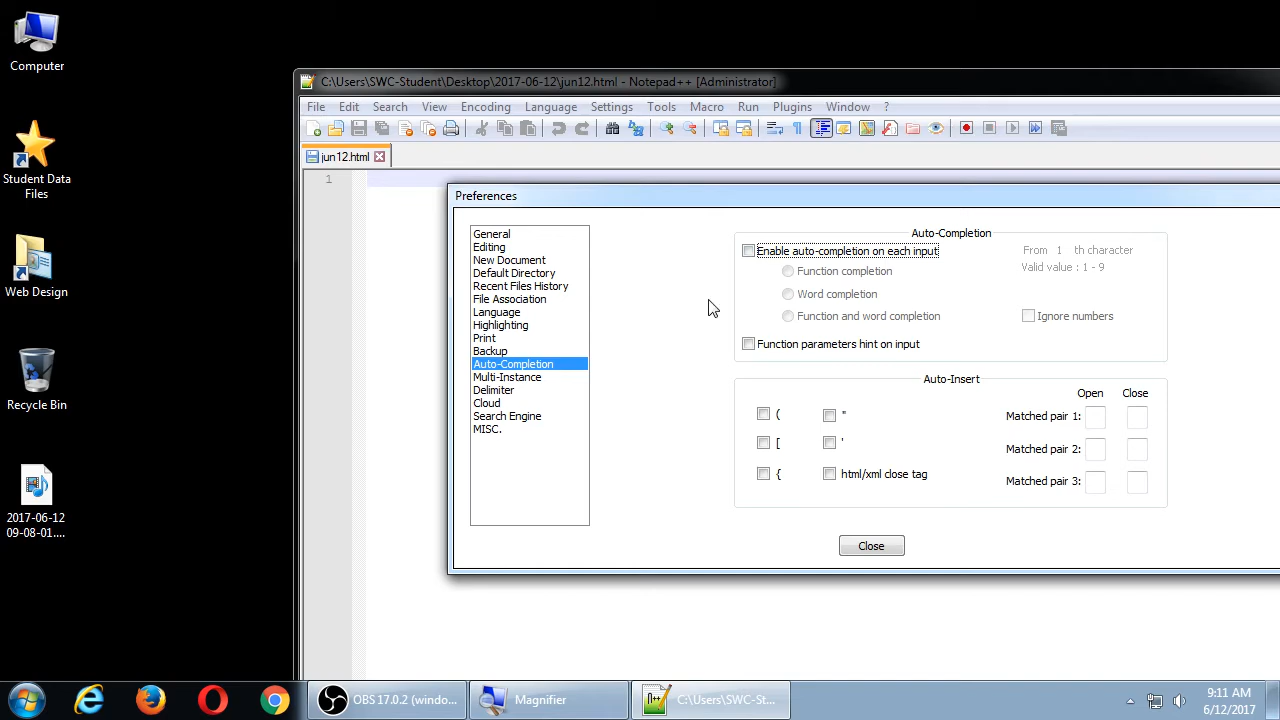 Computer
Student Data
Files
Web Design
Recycle Bin
2017-06-12
09-08-01....
C:\Users\SWC-Student\Desktop\2017-06-12\jun12.html - Notepad++ [Administrator]
File Edit Search View Encoding Language Settings Tools Macro Run Plugins Window ?
jun12.html
1
Preferences
General
Editing
New Document
Default Directory
Recent Files History
File Association
Language
Highlighting
Print
Backup
Auto-Completion
Multi-Instance
Delimiter
Cloud
Search Engine
MISC.
Auto-Completion
Enable auto-completion on each input
From 1 th character
Valid value : 1 - 9
Function completion
Word completion
Function and word completion
Ignore numbers
Function parameters hint on input
Auto-Insert
Open Close
( " Matched pair 1:
[ ' Matched pair 2:
{ html/xml close tag Matched pair 3:
Close
OBS 17.0.2 (windo...
Magnifier
C:\Users\SWC-St...
9:11 AM
6/12/2017